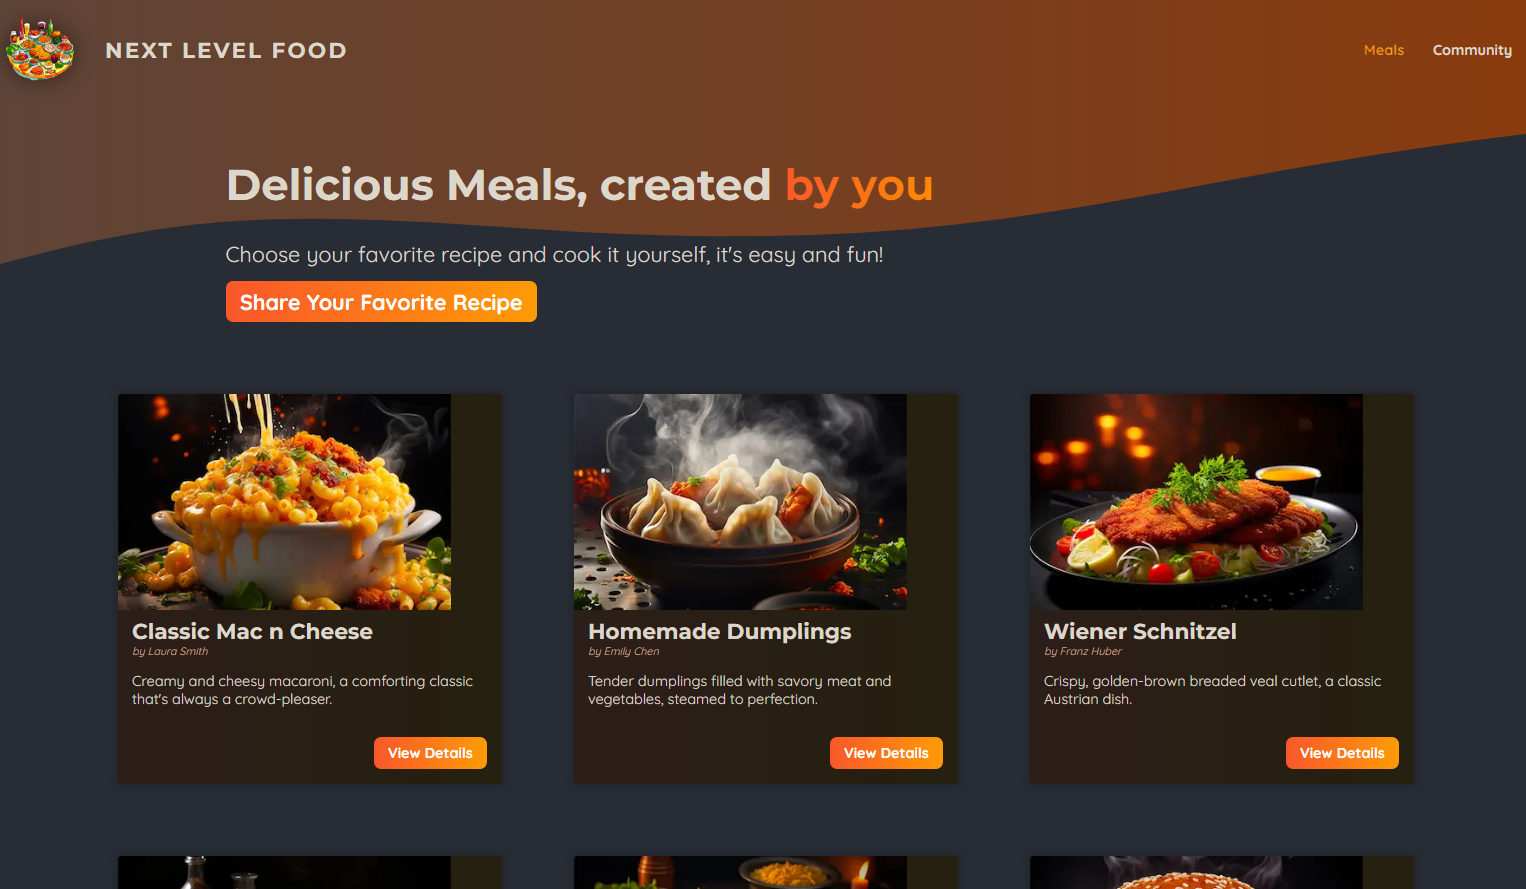 NEXT LEVEL FOOD
Meals
Community
Delicious Meals, created by you
Choose your favorite recipe and cook it yourself, it's easy and fun!
Share Your Favorite Recipe
Classic Mac n Cheese
by Laura Smith
Creamy and cheesy macaroni, a comforting classic
that's always a crowd-pleaser.
View Details
Homemade Dumplings
by Emily Chen
Tender dumplings filled with savory meat and
vegetables, steamed to perfection.
View Details
Wiener Schnitzel
by Franz Huber
Crispy, golden-brown breaded veal cutlet, a classic
Austrian dish.
View Details